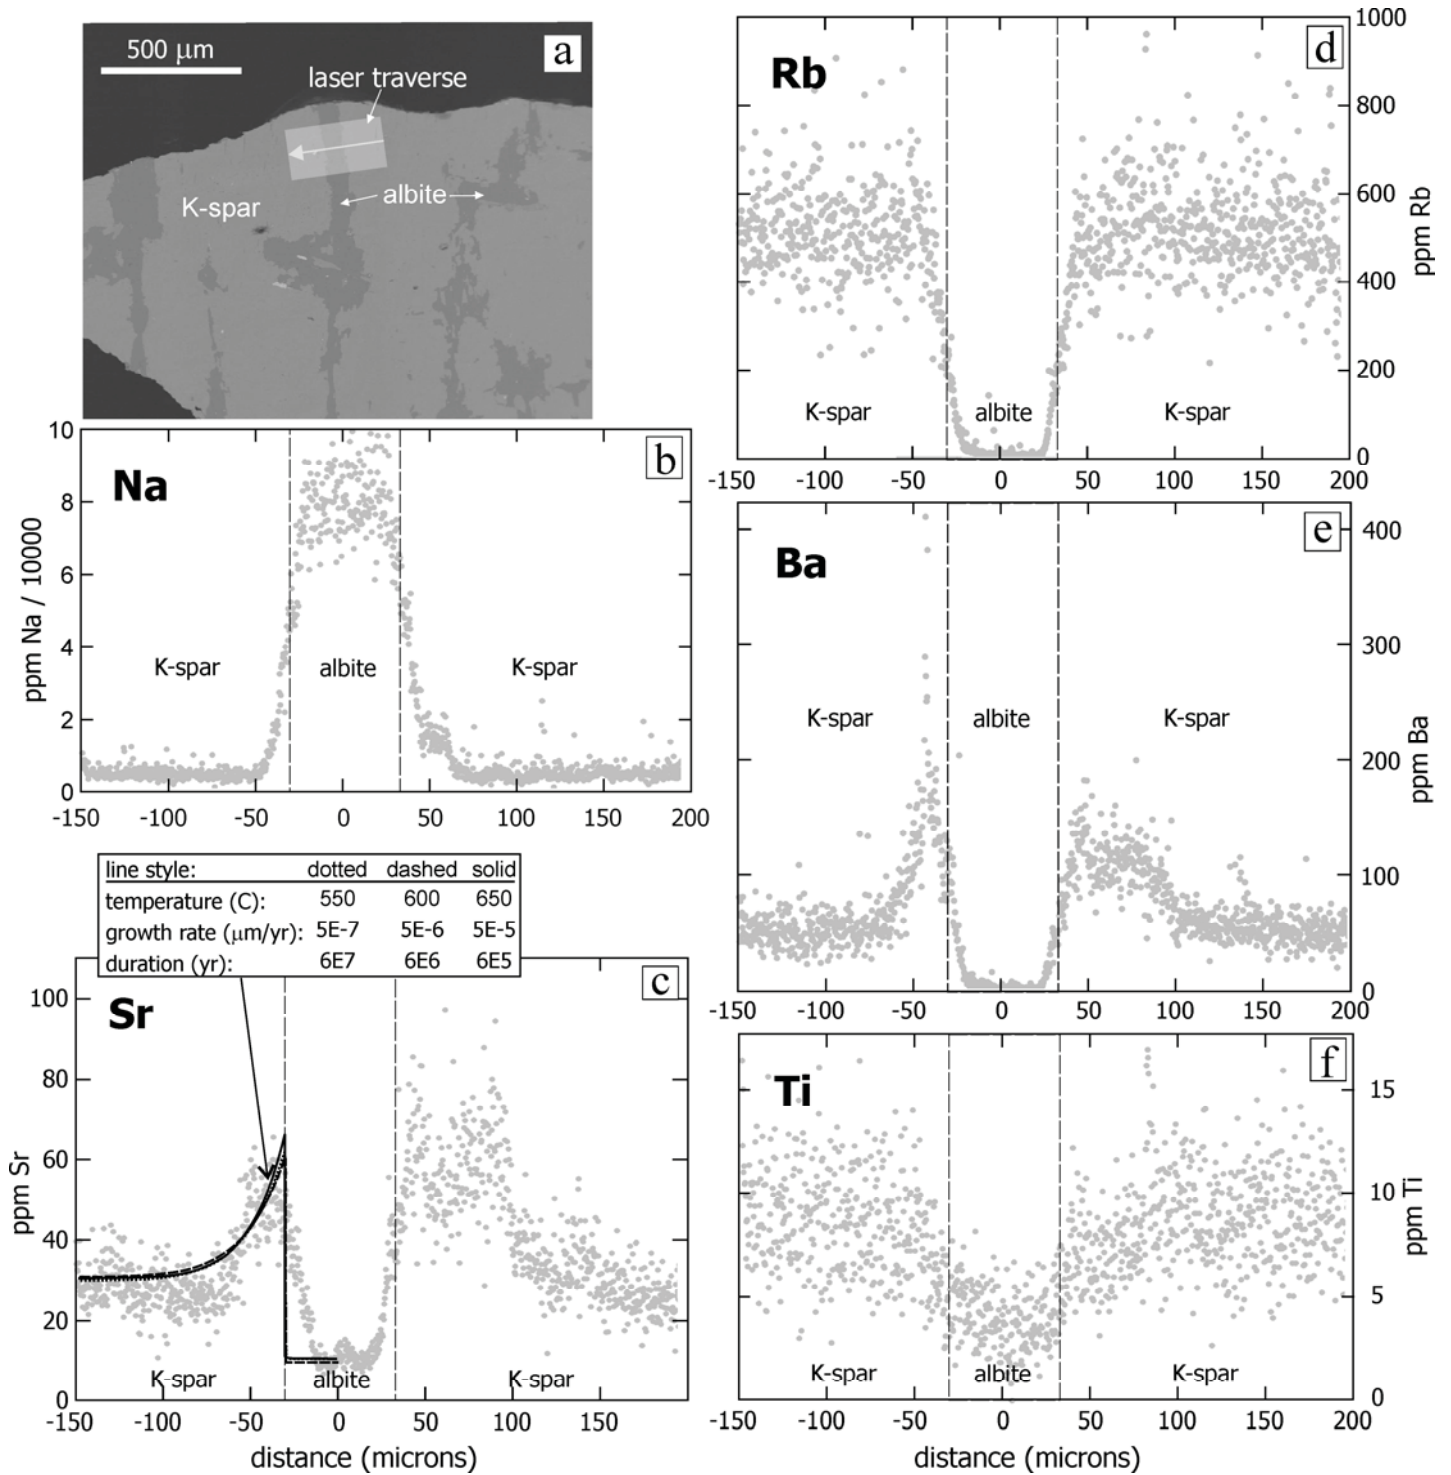 500 μm
a
laser traverse
albite
K-spar
b
Na
10
8
6
4
2
0
ppm Na / 10000
K-spar
albite
K-spar
-150
-100
-50
0
50
100
150
200
line style: dotted dashed solid
temperature (C): 550 600 650
growth rate (μm/yr): 5E-7 5E-6 5E-5
duration (yr): 6E7 6E6 6E5
c
Sr
100
80
60
40
20
0
ppm Sr
K-spar
albite
K-spar
-150
-100
-50
0
50
100
150
distance (microns)
d
Rb
1000
800
600
400
200
0
ppm Rb
K-spar
albite
K-spar
-150
-100
-50
0
50
100
150
200
e
Ba
400
300
200
100
0
ppm Ba
K-spar
albite
K-spar
-150
-100
-50
0
50
100
150
200
f
Ti
15
10
5
0
ppm Ti
K-spar
albite
K-spar
-150
-100
-50
0
50
100
150
200
distance (microns)